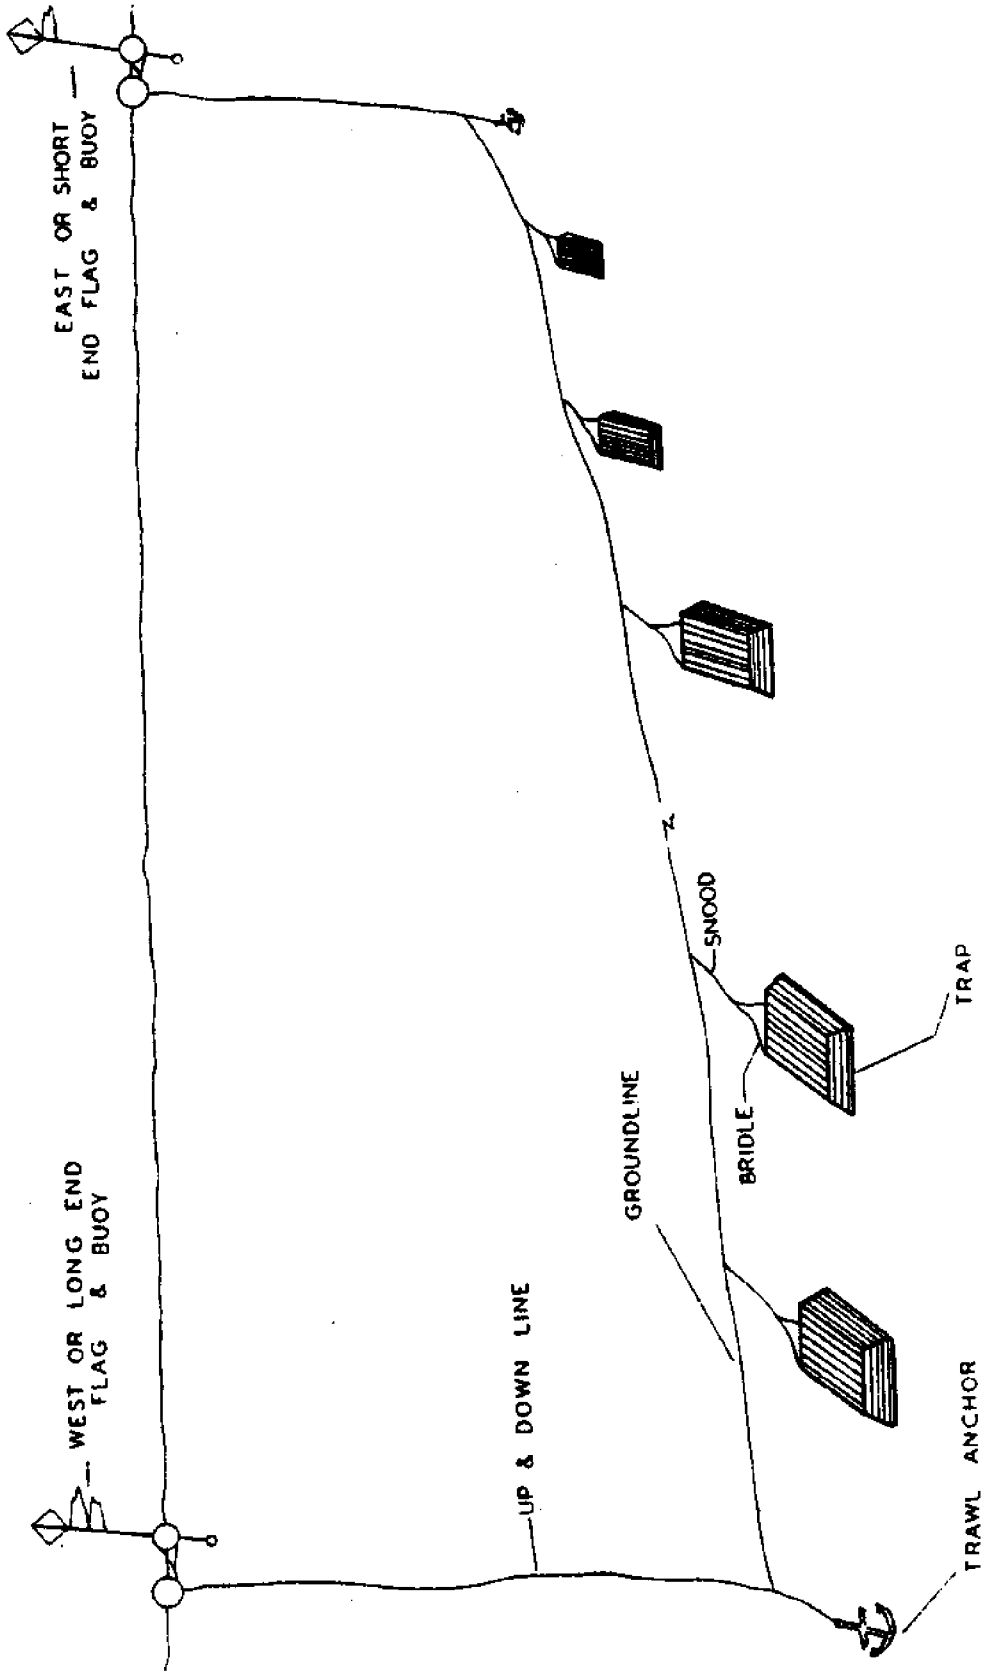 WEST OR LONG END
FLAG & BUOY
EAST OR SHORT
END FLAG & BUOY
UP & DOWN LINE
GROUNDLINE
SNOOD
BRIDLE
TRAWL ANCHOR
TRAP